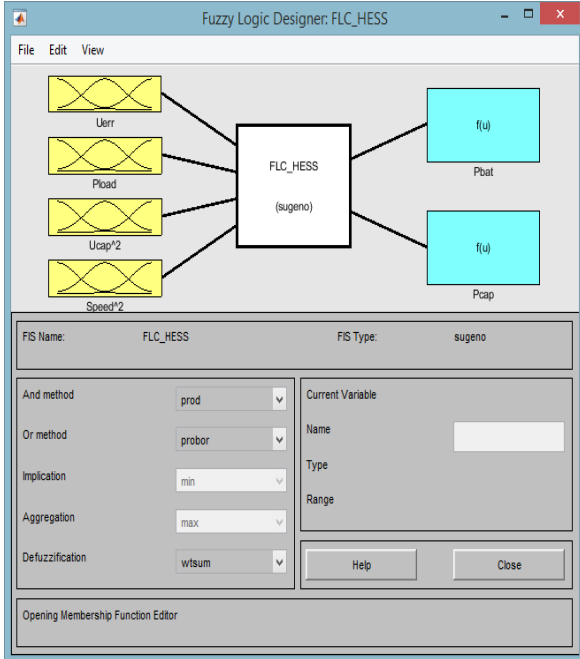 Fuzzy Logic Designer: FLC_HESS
File Edit View
Uerr
Pload
Ucap^2
Speed^2
FLC_HESS
(sugeno)
f(u)
Pbat
f(u)
Pcap
FIS Name: FLC_HESS FIS Type: sugeno
And method prod
Or method probor
Implication min
Aggregation max
Defuzzification wtsum
Current Variable
Name
Type
Range
Help Close
Opening Membership Function Editor